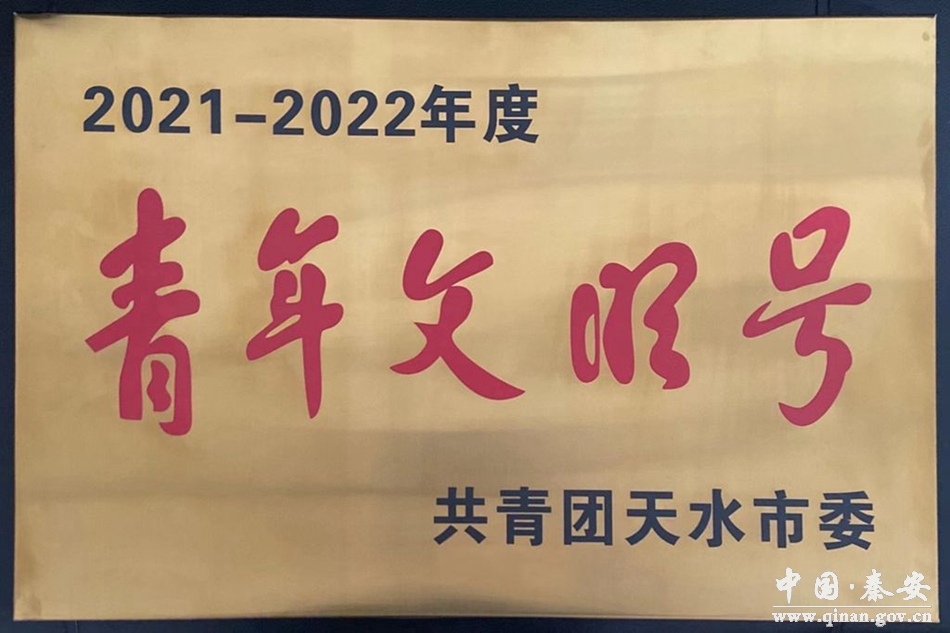 2021-2022年度
青年文明号
共青团天水市委
中国·秦安
www.qinan.gov.cn